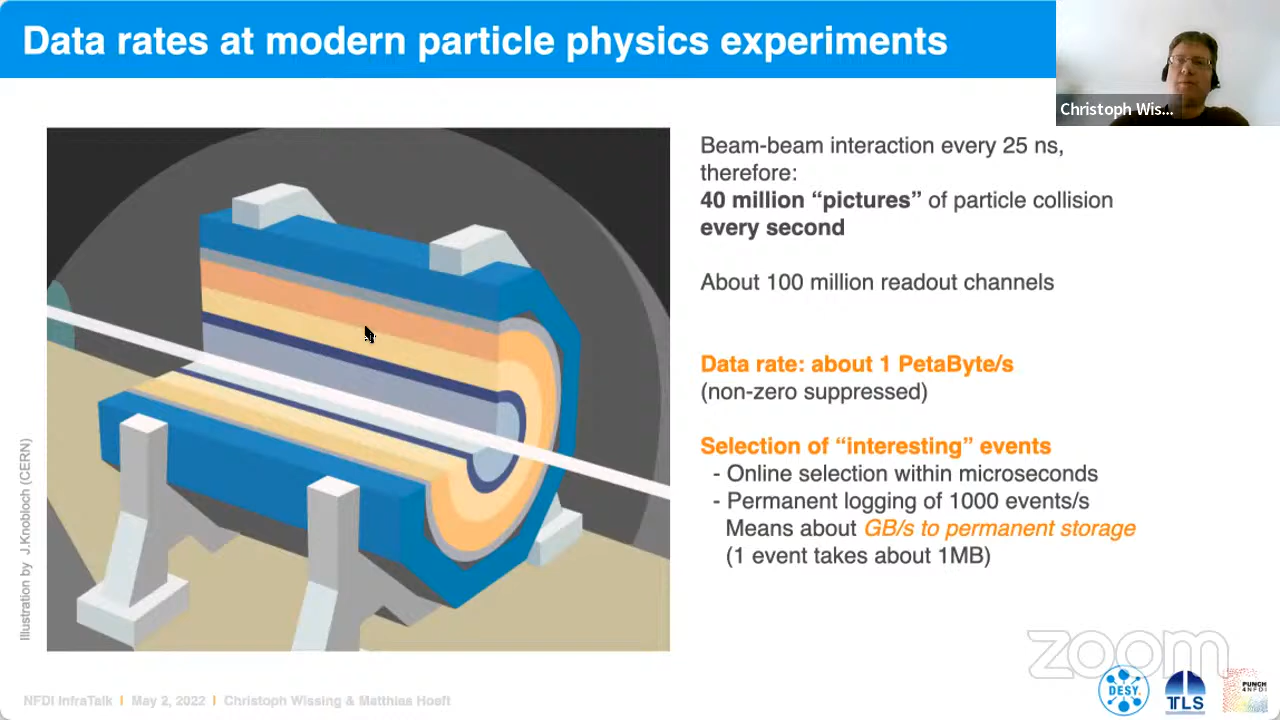 Data rates at modern particle physics experiments
Christoph Wis...
Beam-beam interaction every 25 ns,
therefore:
40 million “pictures” of particle collision
every second
About 100 million readout channels
Data rate: about 1 PetaByte/s
(non-zero suppressed)
Selection of “interesting” events
- Online selection within microseconds
- Permanent logging of 1000 events/s
Means about GB/s to permanent storage
(1 event takes about 1MB)
Illustration by J.Knobloch (CERN)
zoom
NFDI InfraTalk I May 2, 2022 I Christoph Wissing & Matthias Hoeft
DESY.
TLS
PUNCH
4NFDI